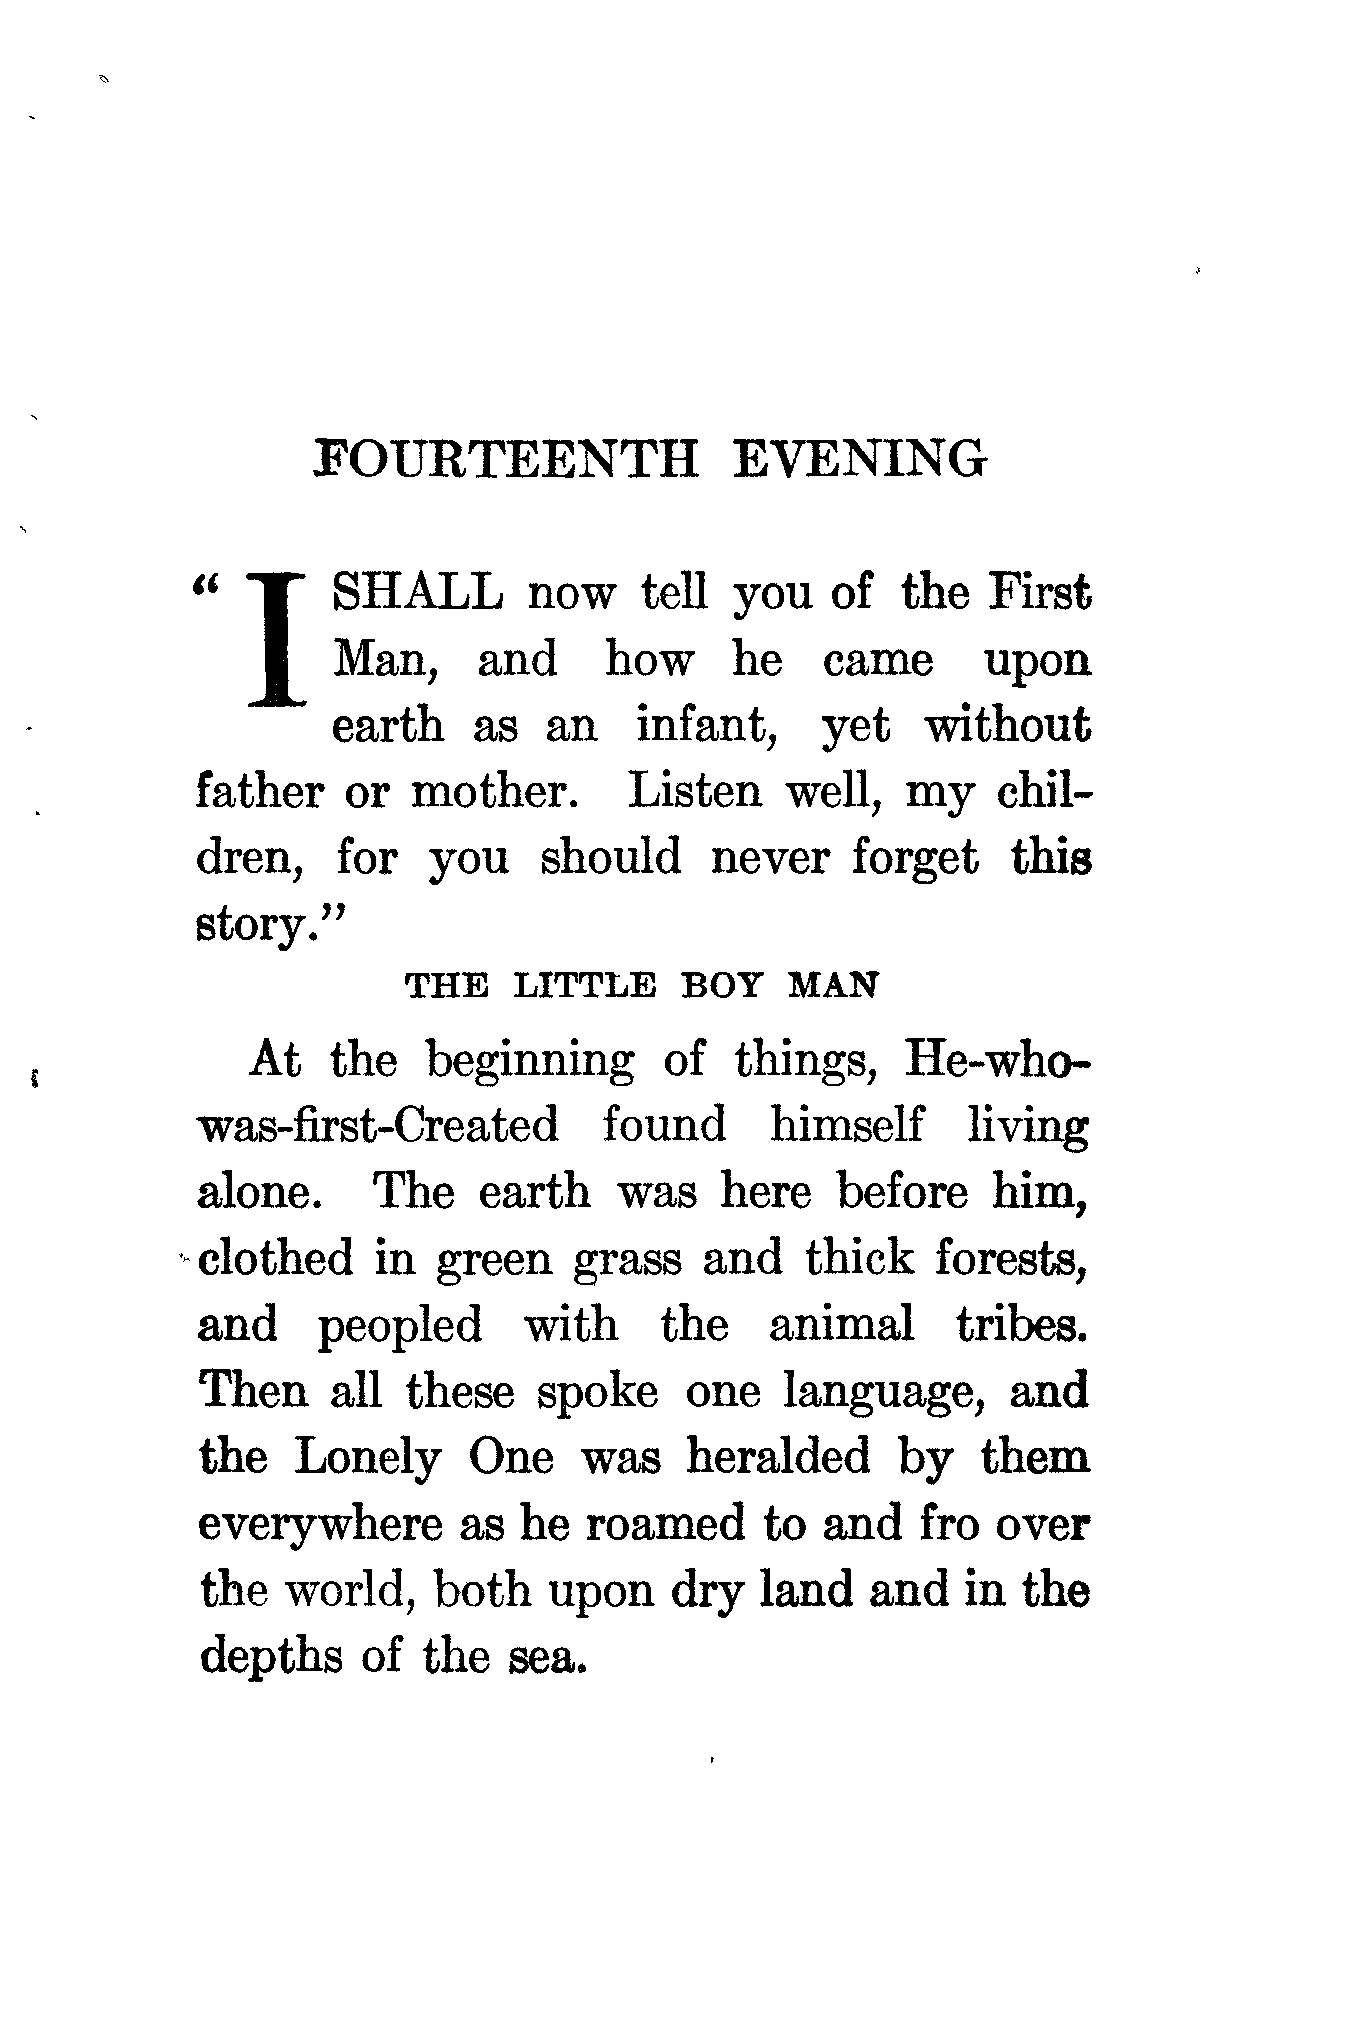 FOURTEENTH EVENING
“I SHALL now tell you of the First
Man, and how he came upon
earth as an infant, yet without
father or mother. Listen well, my chil-
dren, for you should never forget this
story.”
THE LITTLE BOY MAN
At the beginning of things, He-who-
was-first-Created found himself living
alone. The earth was here before him,
clothed in green grass and thick forests,
and peopled with the animal tribes.
Then all these spoke one language, and
the Lonely One was heralded by them
everywhere as he roamed to and fro over
the world, both upon dry land and in the
depths of the sea.